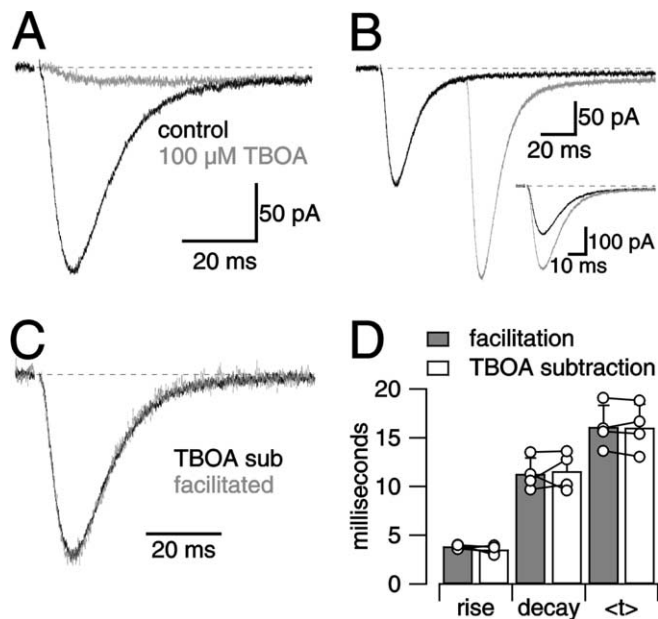 A
control
100 µM TBOA
50 pA
20 ms
B
50 pA
20 ms
100 pA
10 ms
C
TBOA sub
facilitated
20 ms
D
facilitation
TBOA subtraction
milliseconds
20
15
10
5
0
rise decay <t>